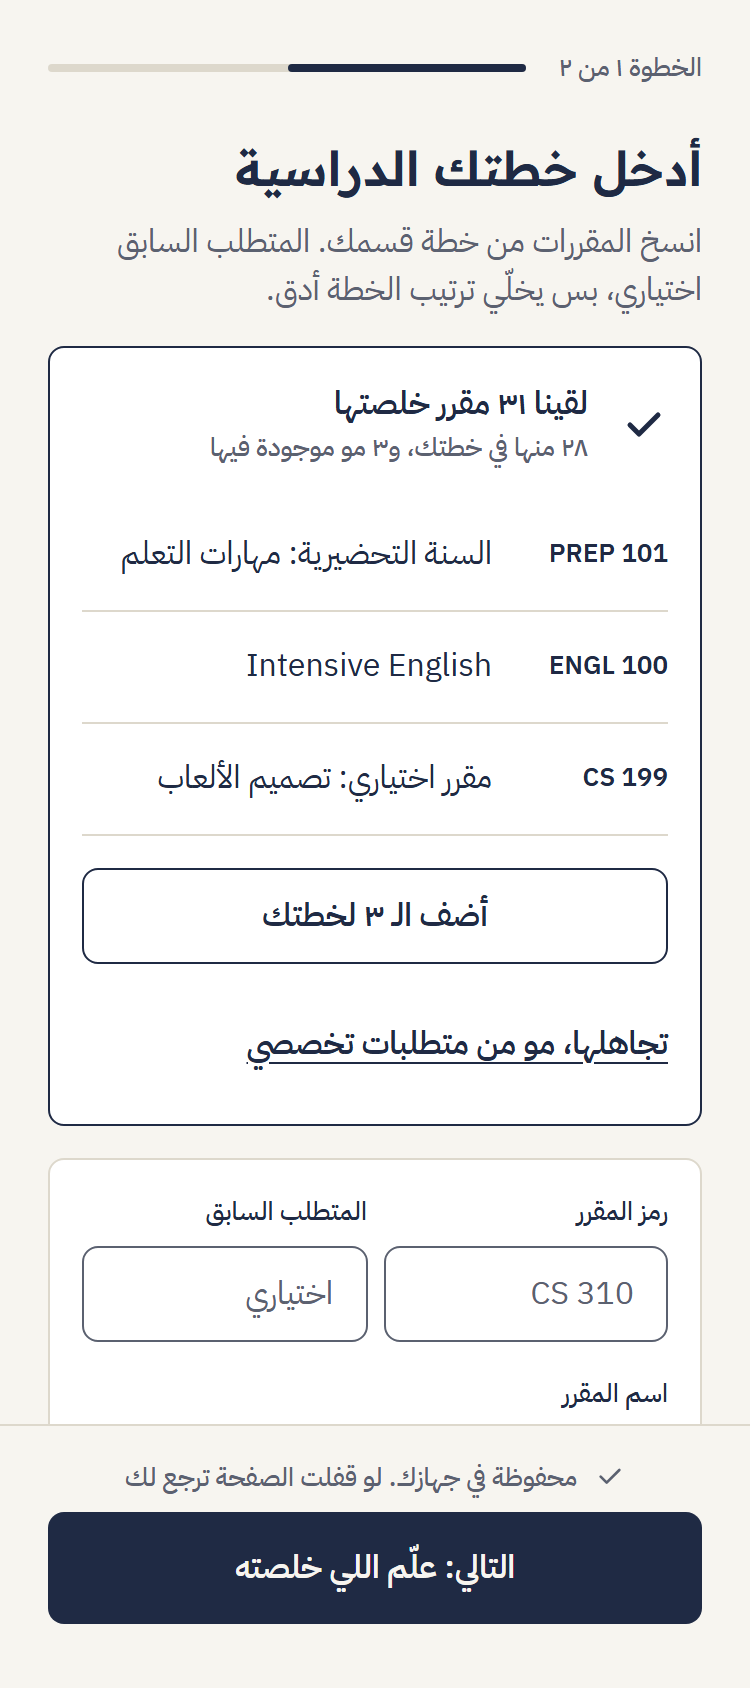 الخطوة ١ من ٢
أدخل خطتك الدراسية
انسخ المقررات من خطة قسمك. المتطلب السابق
اختياري، بس يخلّي ترتيب الخطة أدق.
لقينا ٣١ مقرر خلصتها
٢٨ منها في خطتك، و٣ مو موجودة فيها
PREP 101 السنة التحضيرية: مهارات التعلم
ENGL 100 Intensive English
CS 199 مقرر اختياري: تصميم الألعاب
أضف الـ ٣ لخطتك
تجاهلها، مو من متطلبات تخصصي
رمز المقرر المتطلب السابق
CS 310 اختياري
اسم المقرر
محفوظة في جهازك. لو قفلت الصفحة ترجع لك
التالي: علّم اللي خلصته